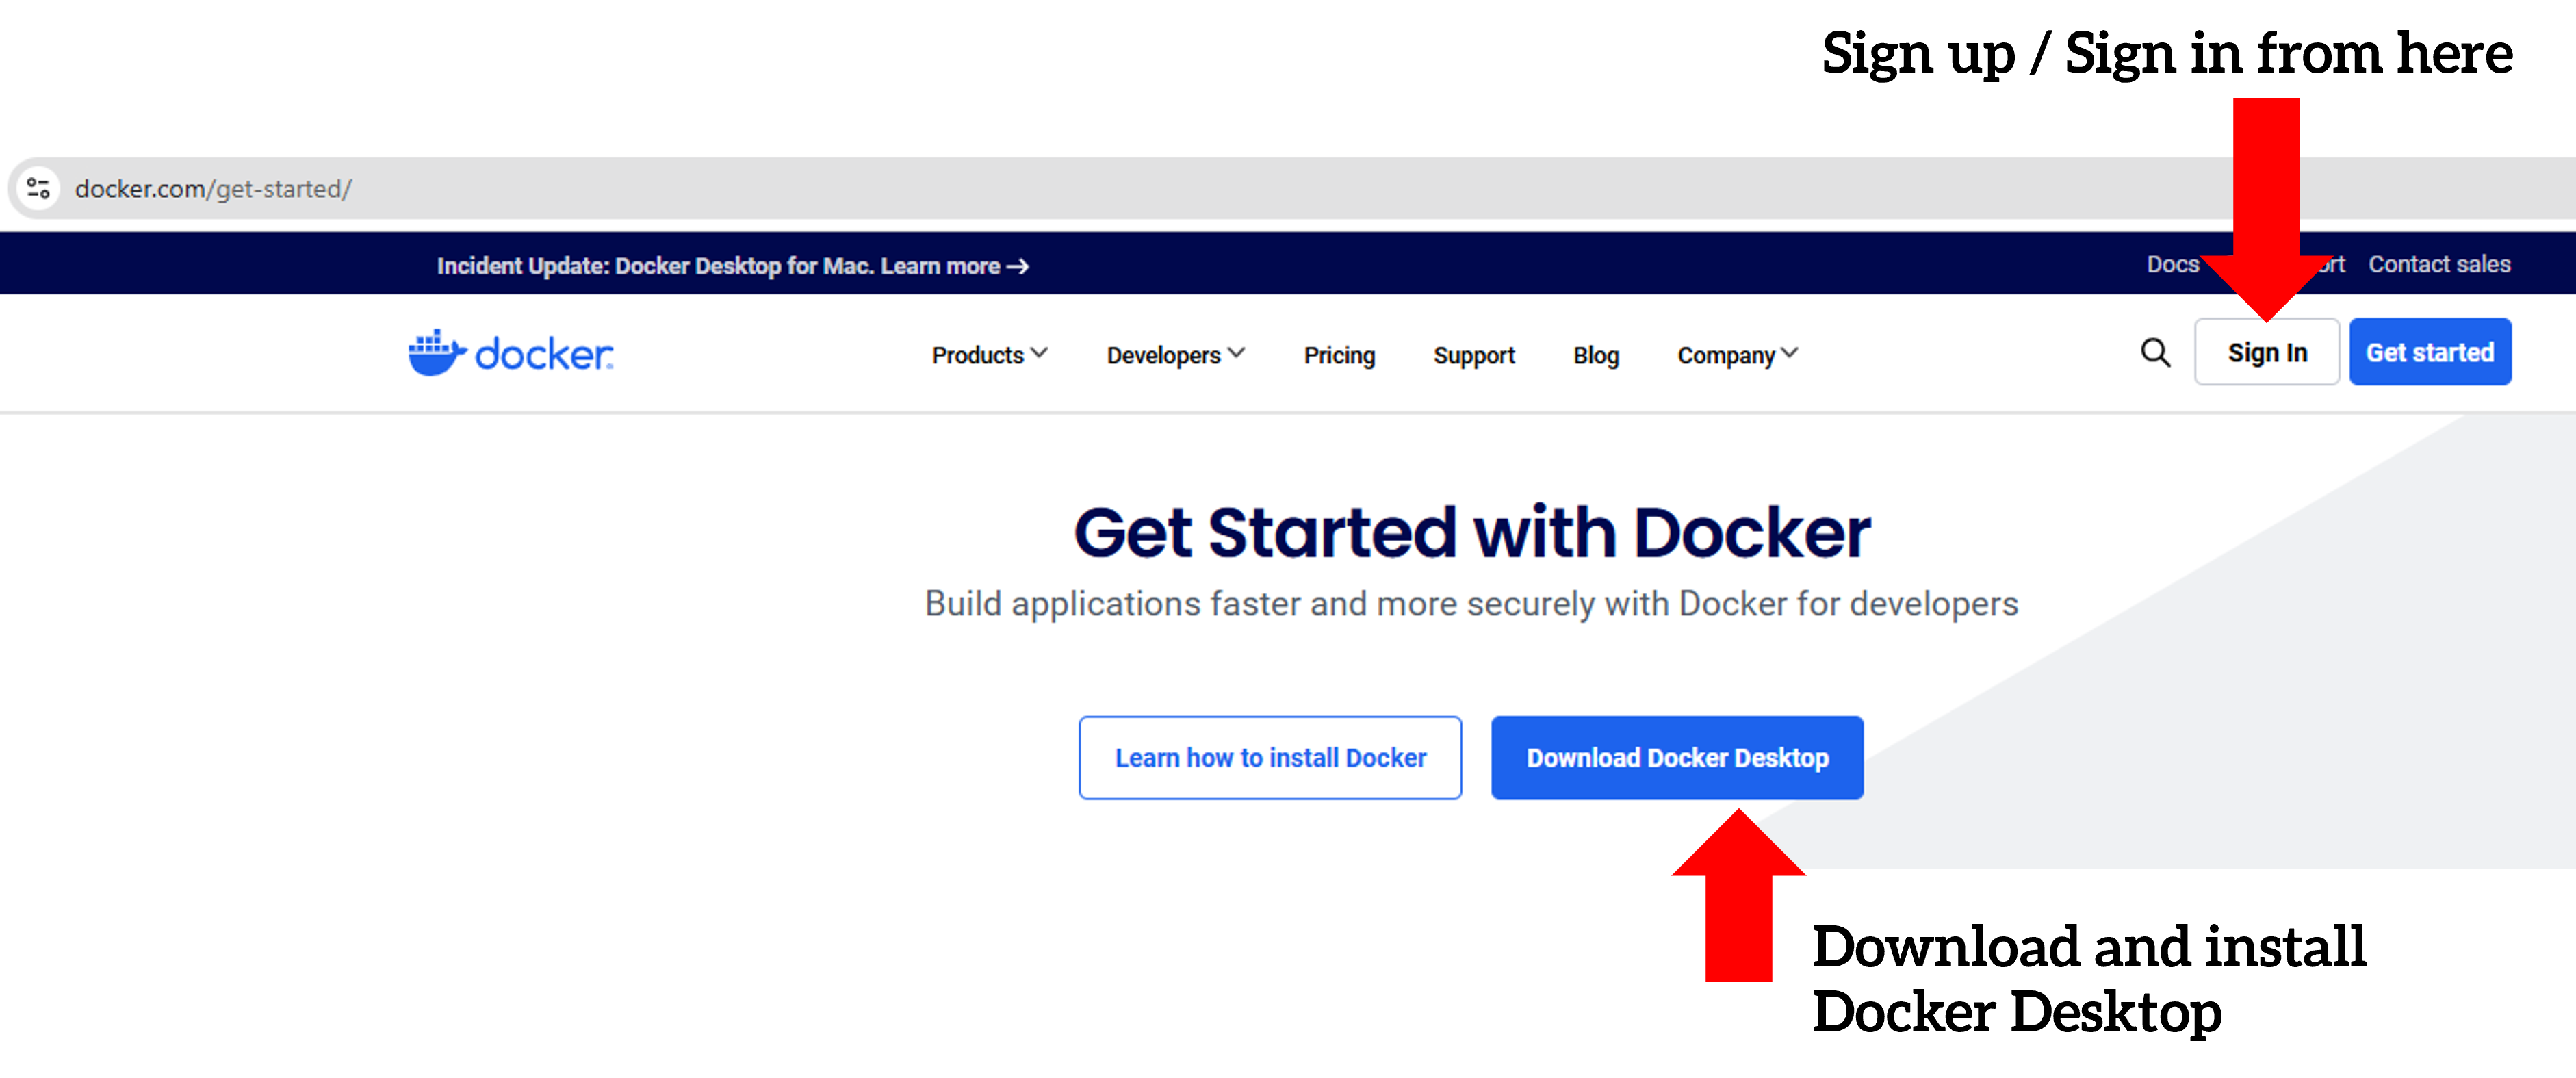 Sign up / Sign in from here
docker.com/get-started/
Incident Update: Docker Desktop for Mac. Learn more →
Docs Contact sales
docker
Products Developers Pricing Support Blog Company
Sign In Get started
Get Started with Docker
Build applications faster and more securely with Docker for developers
Learn how to install Docker Download Docker Desktop
Download and install
Docker Desktop